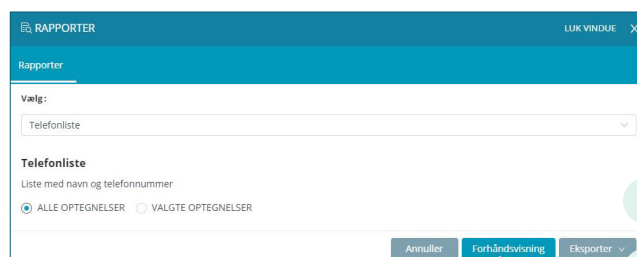 RAPPORTER LUK VINDUE X
Rapporter
Vælg:
Telefonliste
Telefonliste
Liste med navn og telefonnummer
ALLE OPTEGNELSER VALGTE OPTEGNELSER
Annuller Forhåndsvisning Eksporter